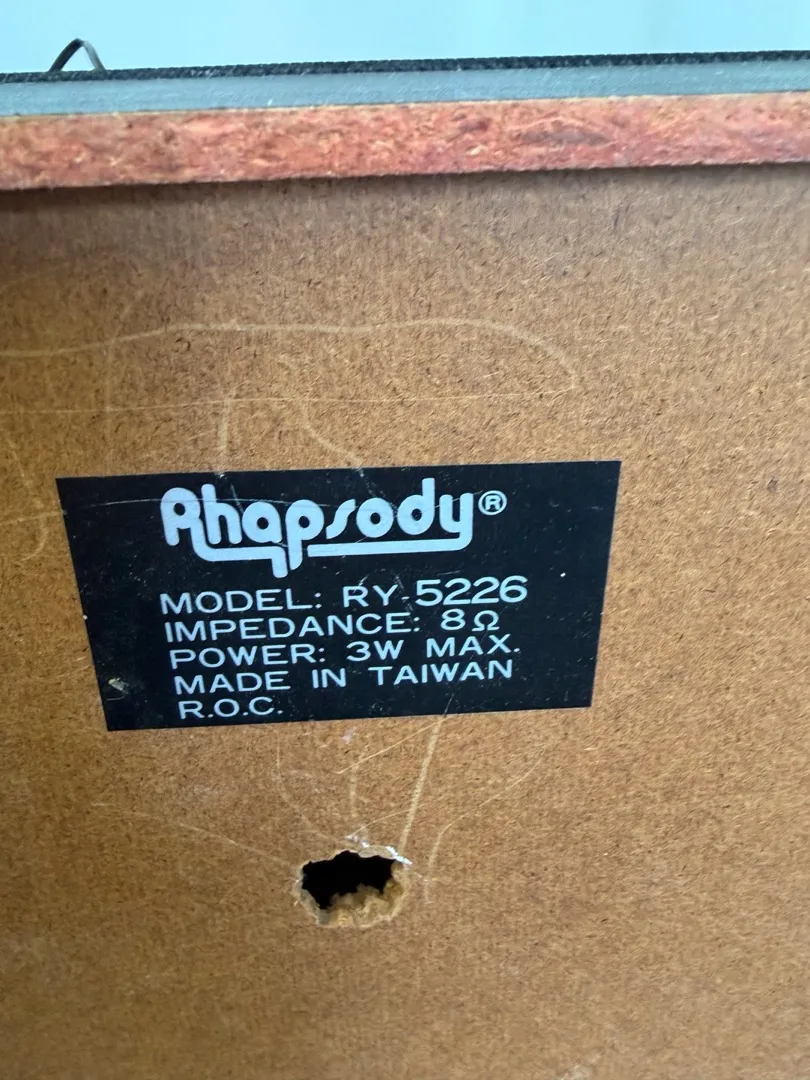 Rhapsody®
MODEL: RY-5226
IMPEDANCE: 8Ω
POWER: 3W MAX.
MADE IN TAIWAN
R.O.C.